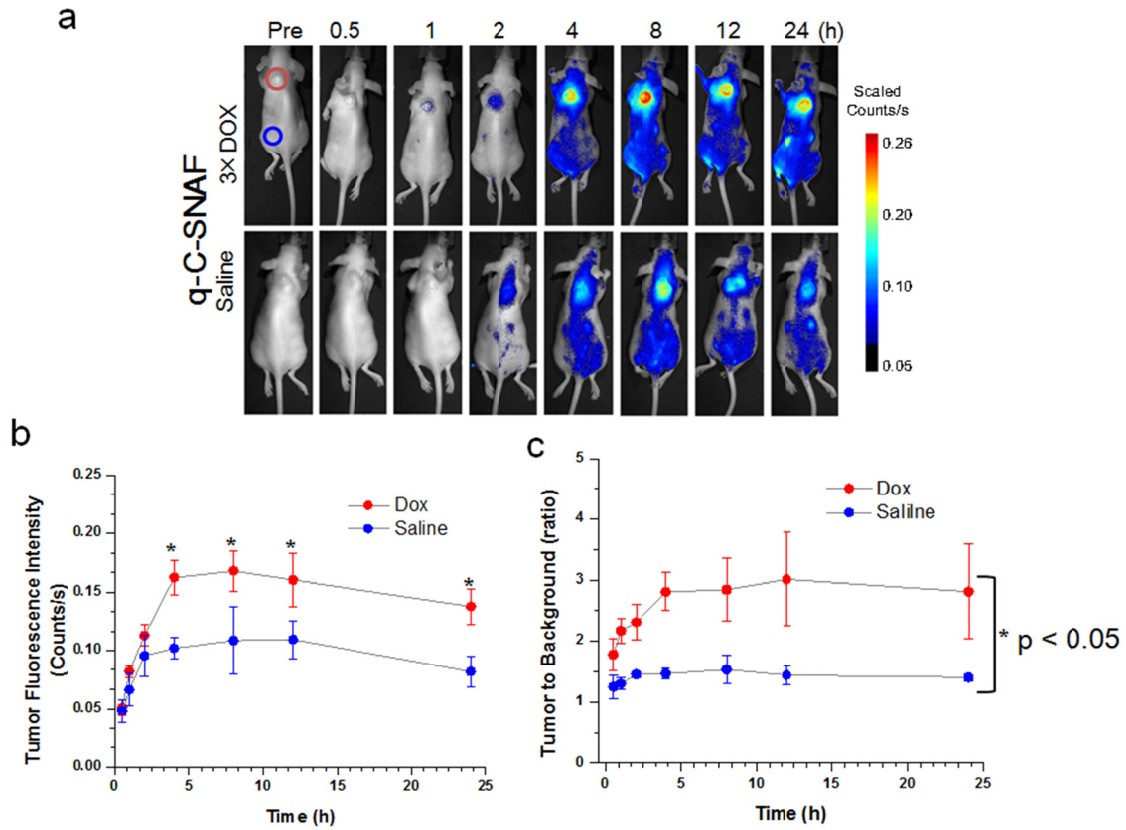 a
Pre 0.5 1 2 4 8 12 24 (h)
q-C-SNAF
3× DOX
Saline
Scaled
Counts/s
0.26
0.20
0.10
0.05
b
Tumor Fluorescence Intensity
(Counts/s)
0.25
0.20
0.15
0.10
0.05
0.00
Dox
Saline
* * * *
0 5 10 15 20 25
Time (h)
c
Tumor to Background (ratio)
5
4
3
2
1
0
Dox
Saliine
* p < 0.05
0 5 10 15 20 25
Time (h)